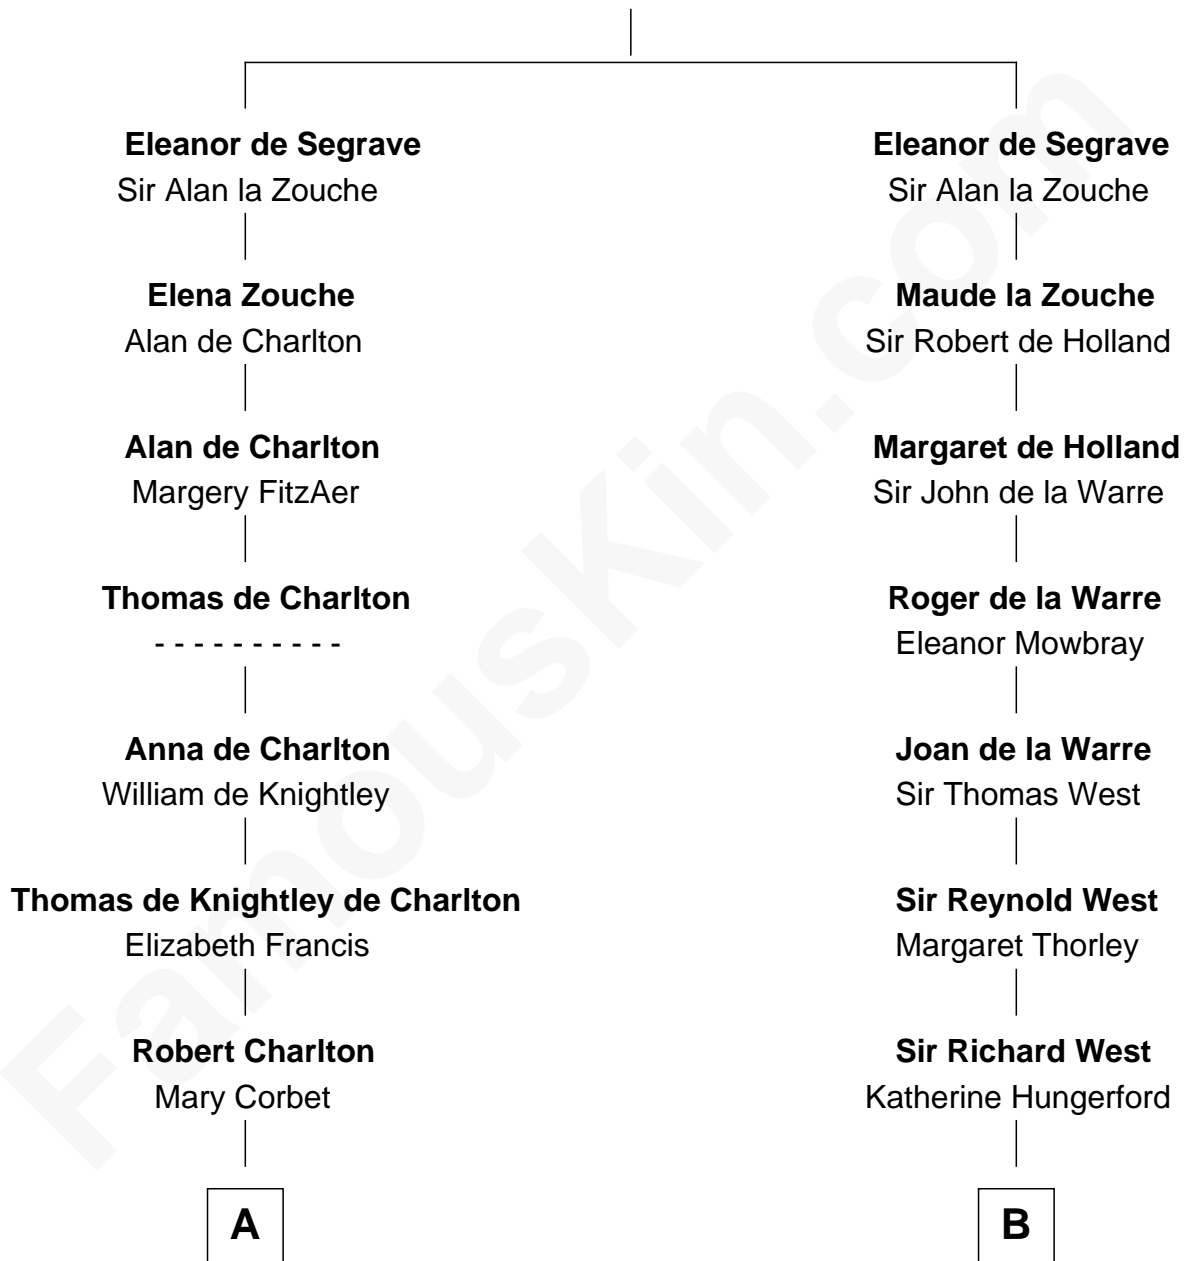 Eleanor de Segrave
Sir Alan la Zouche
Elena Zouche
Alan de Charlton
Alan de Charlton
Margery FitzAer
Thomas de Charlton
- - - - - - - - - -
Anna de Charlton
William de Knightley
Thomas de Knightley de Charlton
Elizabeth Francis
Robert Charlton
Mary Corbet
A
Eleanor de Segrave
Sir Alan la Zouche
Maude la Zouche
Sir Robert de Holland
Margaret de Holland
Sir John de la Warre
Roger de la Warre
Eleanor Mowbray
Joan de la Warre
Sir Thomas West
Sir Reynold West
Margaret Thorley
Sir Richard West
Katherine Hungerford
B
FamousKin.com